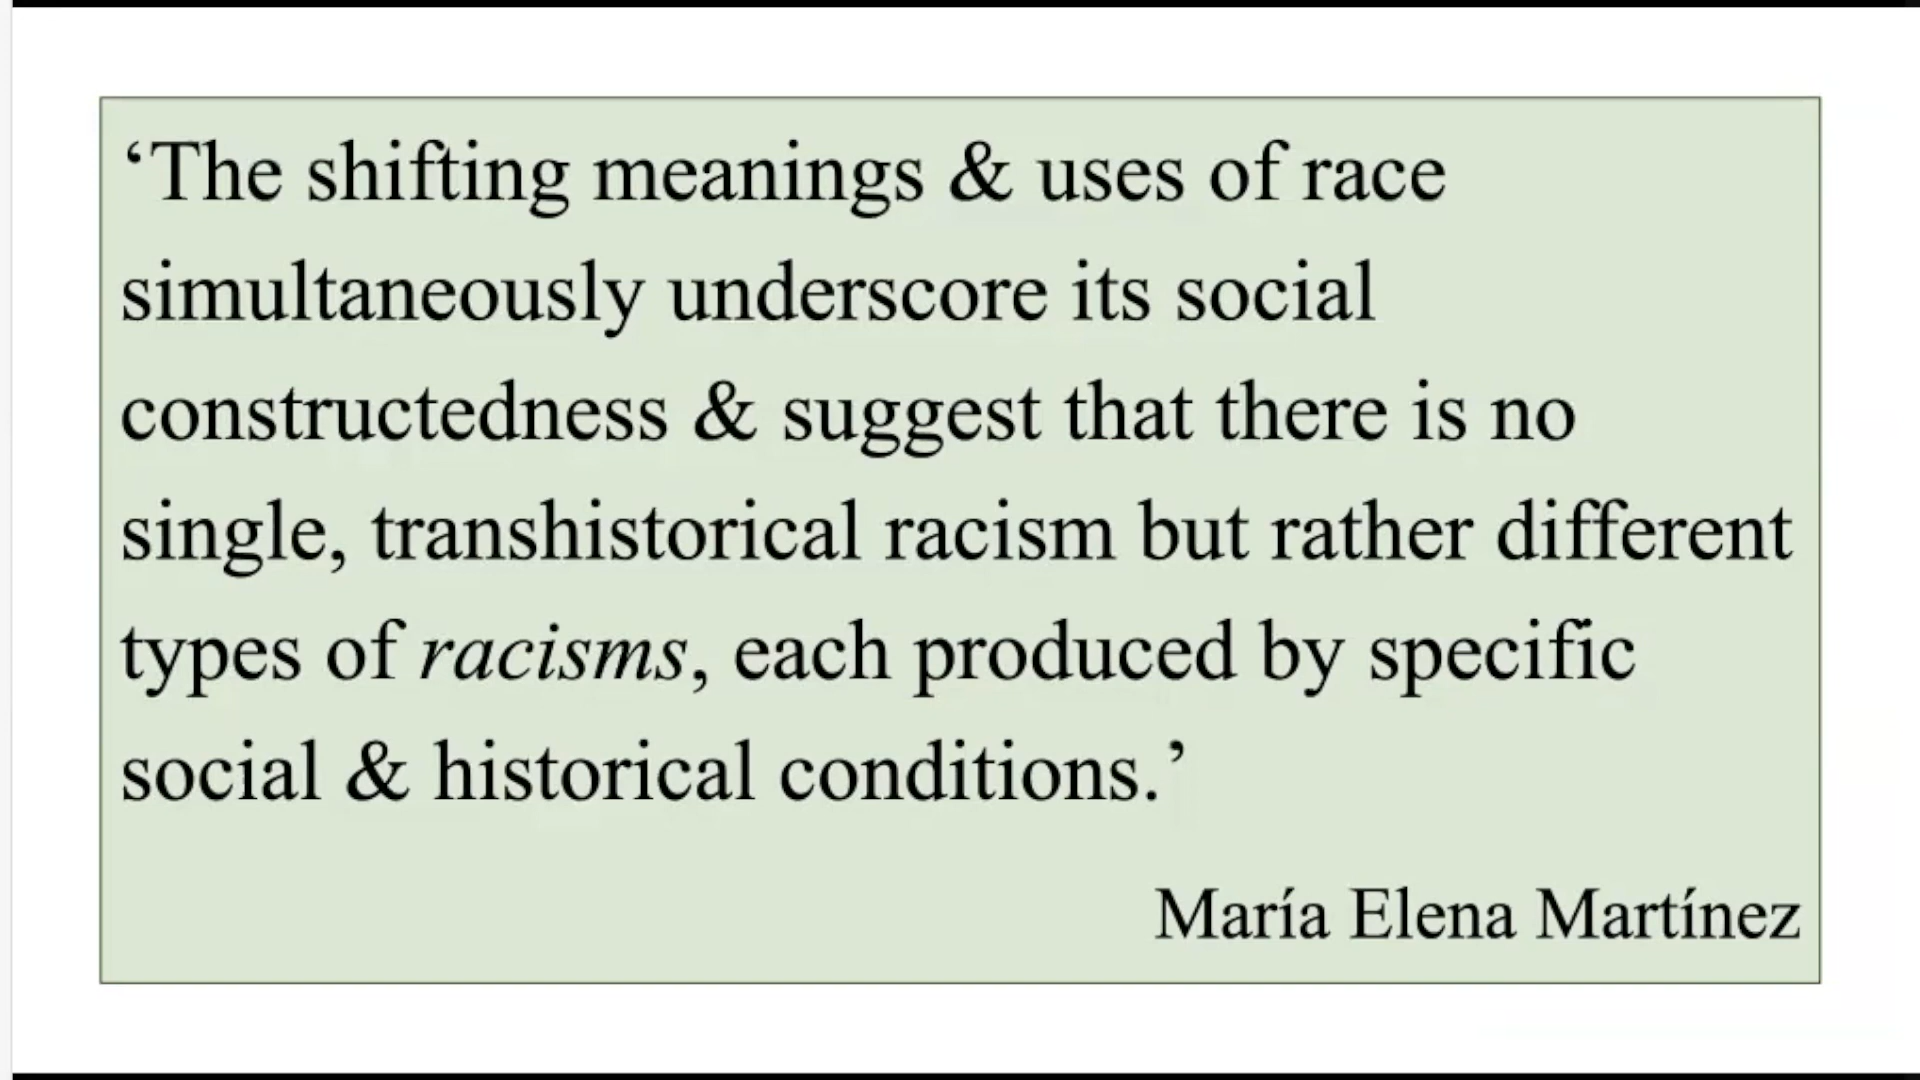 ‘The shifting meanings & uses of race
simultaneously underscore its social
constructedness & suggest that there is no
single, transhistorical racism but rather different
types of racisms, each produced by specific
social & historical conditions.’
María Elena Martínez